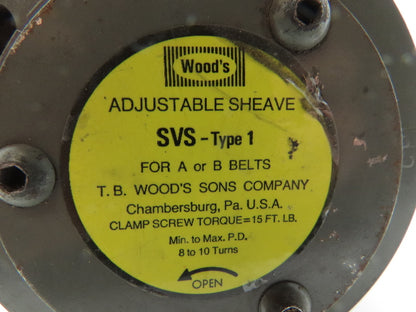 Wood's
ADJUSTABLE SHEAVE
SVS-Type 1
FOR A or B BELTS
T. B. WOOD'S SONS COMPANY
Chambersburg, Pa. U.S.A.
CLAMP SCREW TORQUE=15 FT. LB.
Min. to Max. P.D.
8 to 10 Turns
OPEN